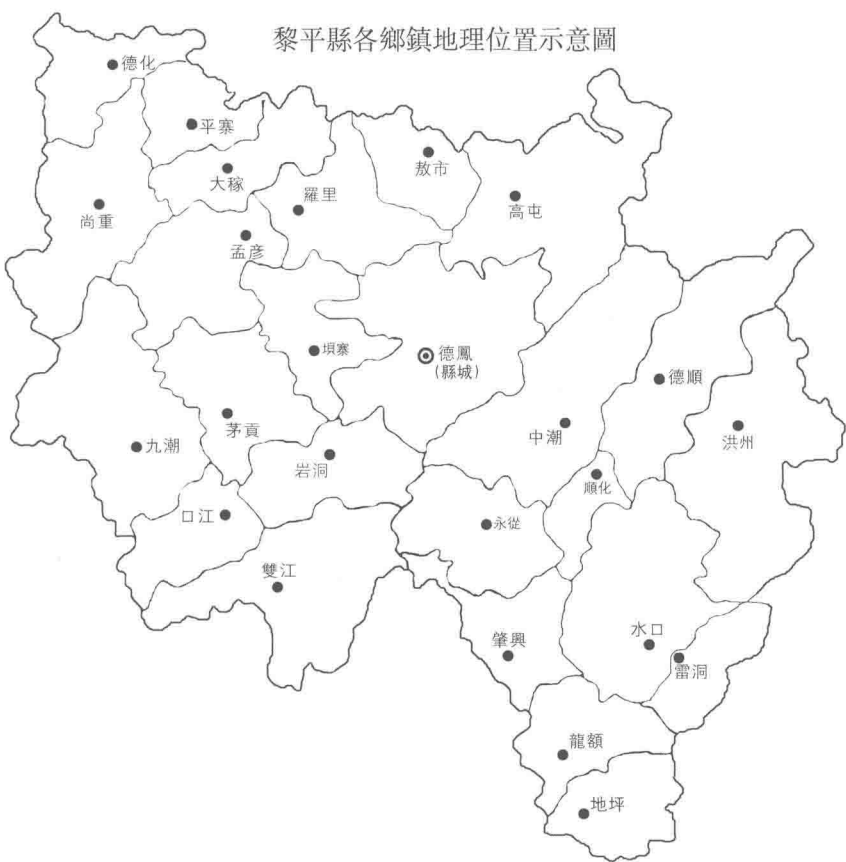 黎平縣各鄉鎮地理位置示意圖
德化
平寨
敖市
大稼
羅里
高屯
尚重
孟彥
垻寨
德鳳
(縣城)
德順
茅貢
中潮
洪州
九潮
岩洞
順化
口江
永從
雙江
水口
肇興
雷洞
龍額
地坪